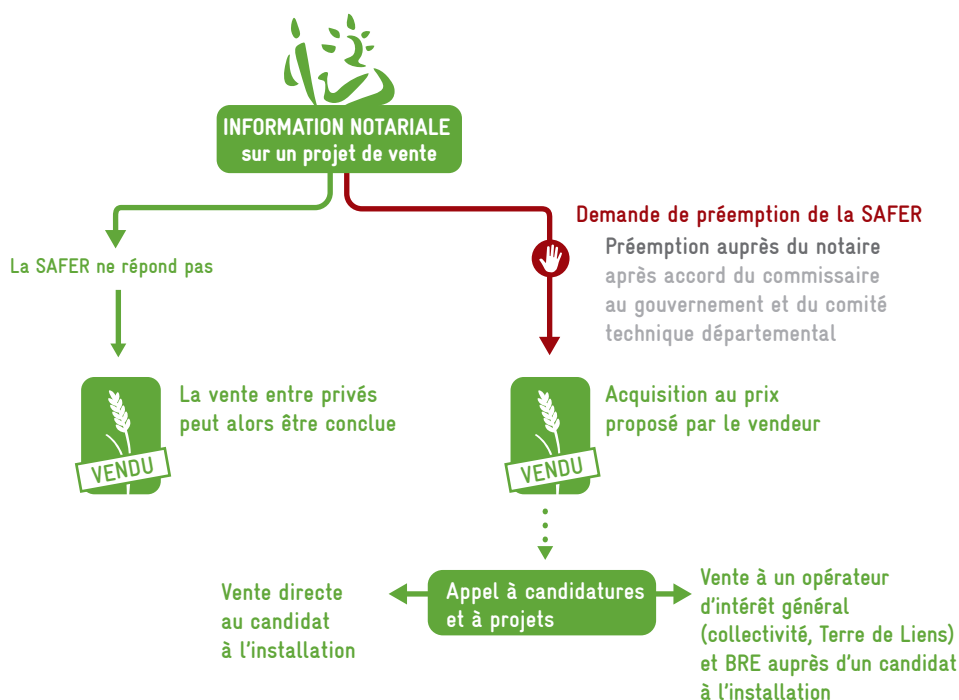 INFORMATION NOTARIALE
sur un projet de vente
La SAFER ne répond pas
Demande de préemption de la SAFER
Préemption auprès du notaire
après accord du commissaire
au gouvernement et du comité
technique départemental
VENDU
La vente entre privés
peut alors être conclue
VENDU
Acquisition au prix
proposé par le vendeur
Appel à candidatures
et à projets
Vente directe
au candidat
à l'installation
Vente à un opérateur
d'intérêt général
(collectivité, Terre de Liens)
et BRE auprès d'un candidat
à l'installation